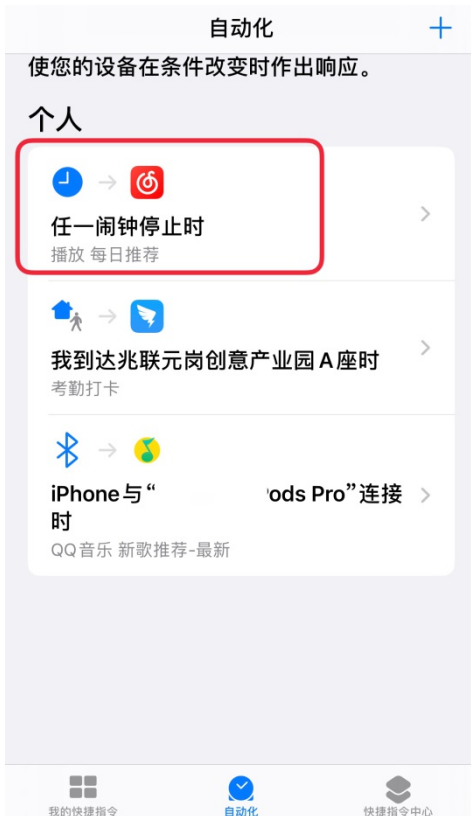 自动化
使您的设备在条件改变时作出响应。
个人
任一闹钟停止时
播放 每日推荐
我到达兆联元岗创意产业园A座时
考勤打卡
iPhone与“ ods Pro”连接
时
QQ音乐 新歌推荐-最新
我的快捷指令
自动化
快捷指令中心